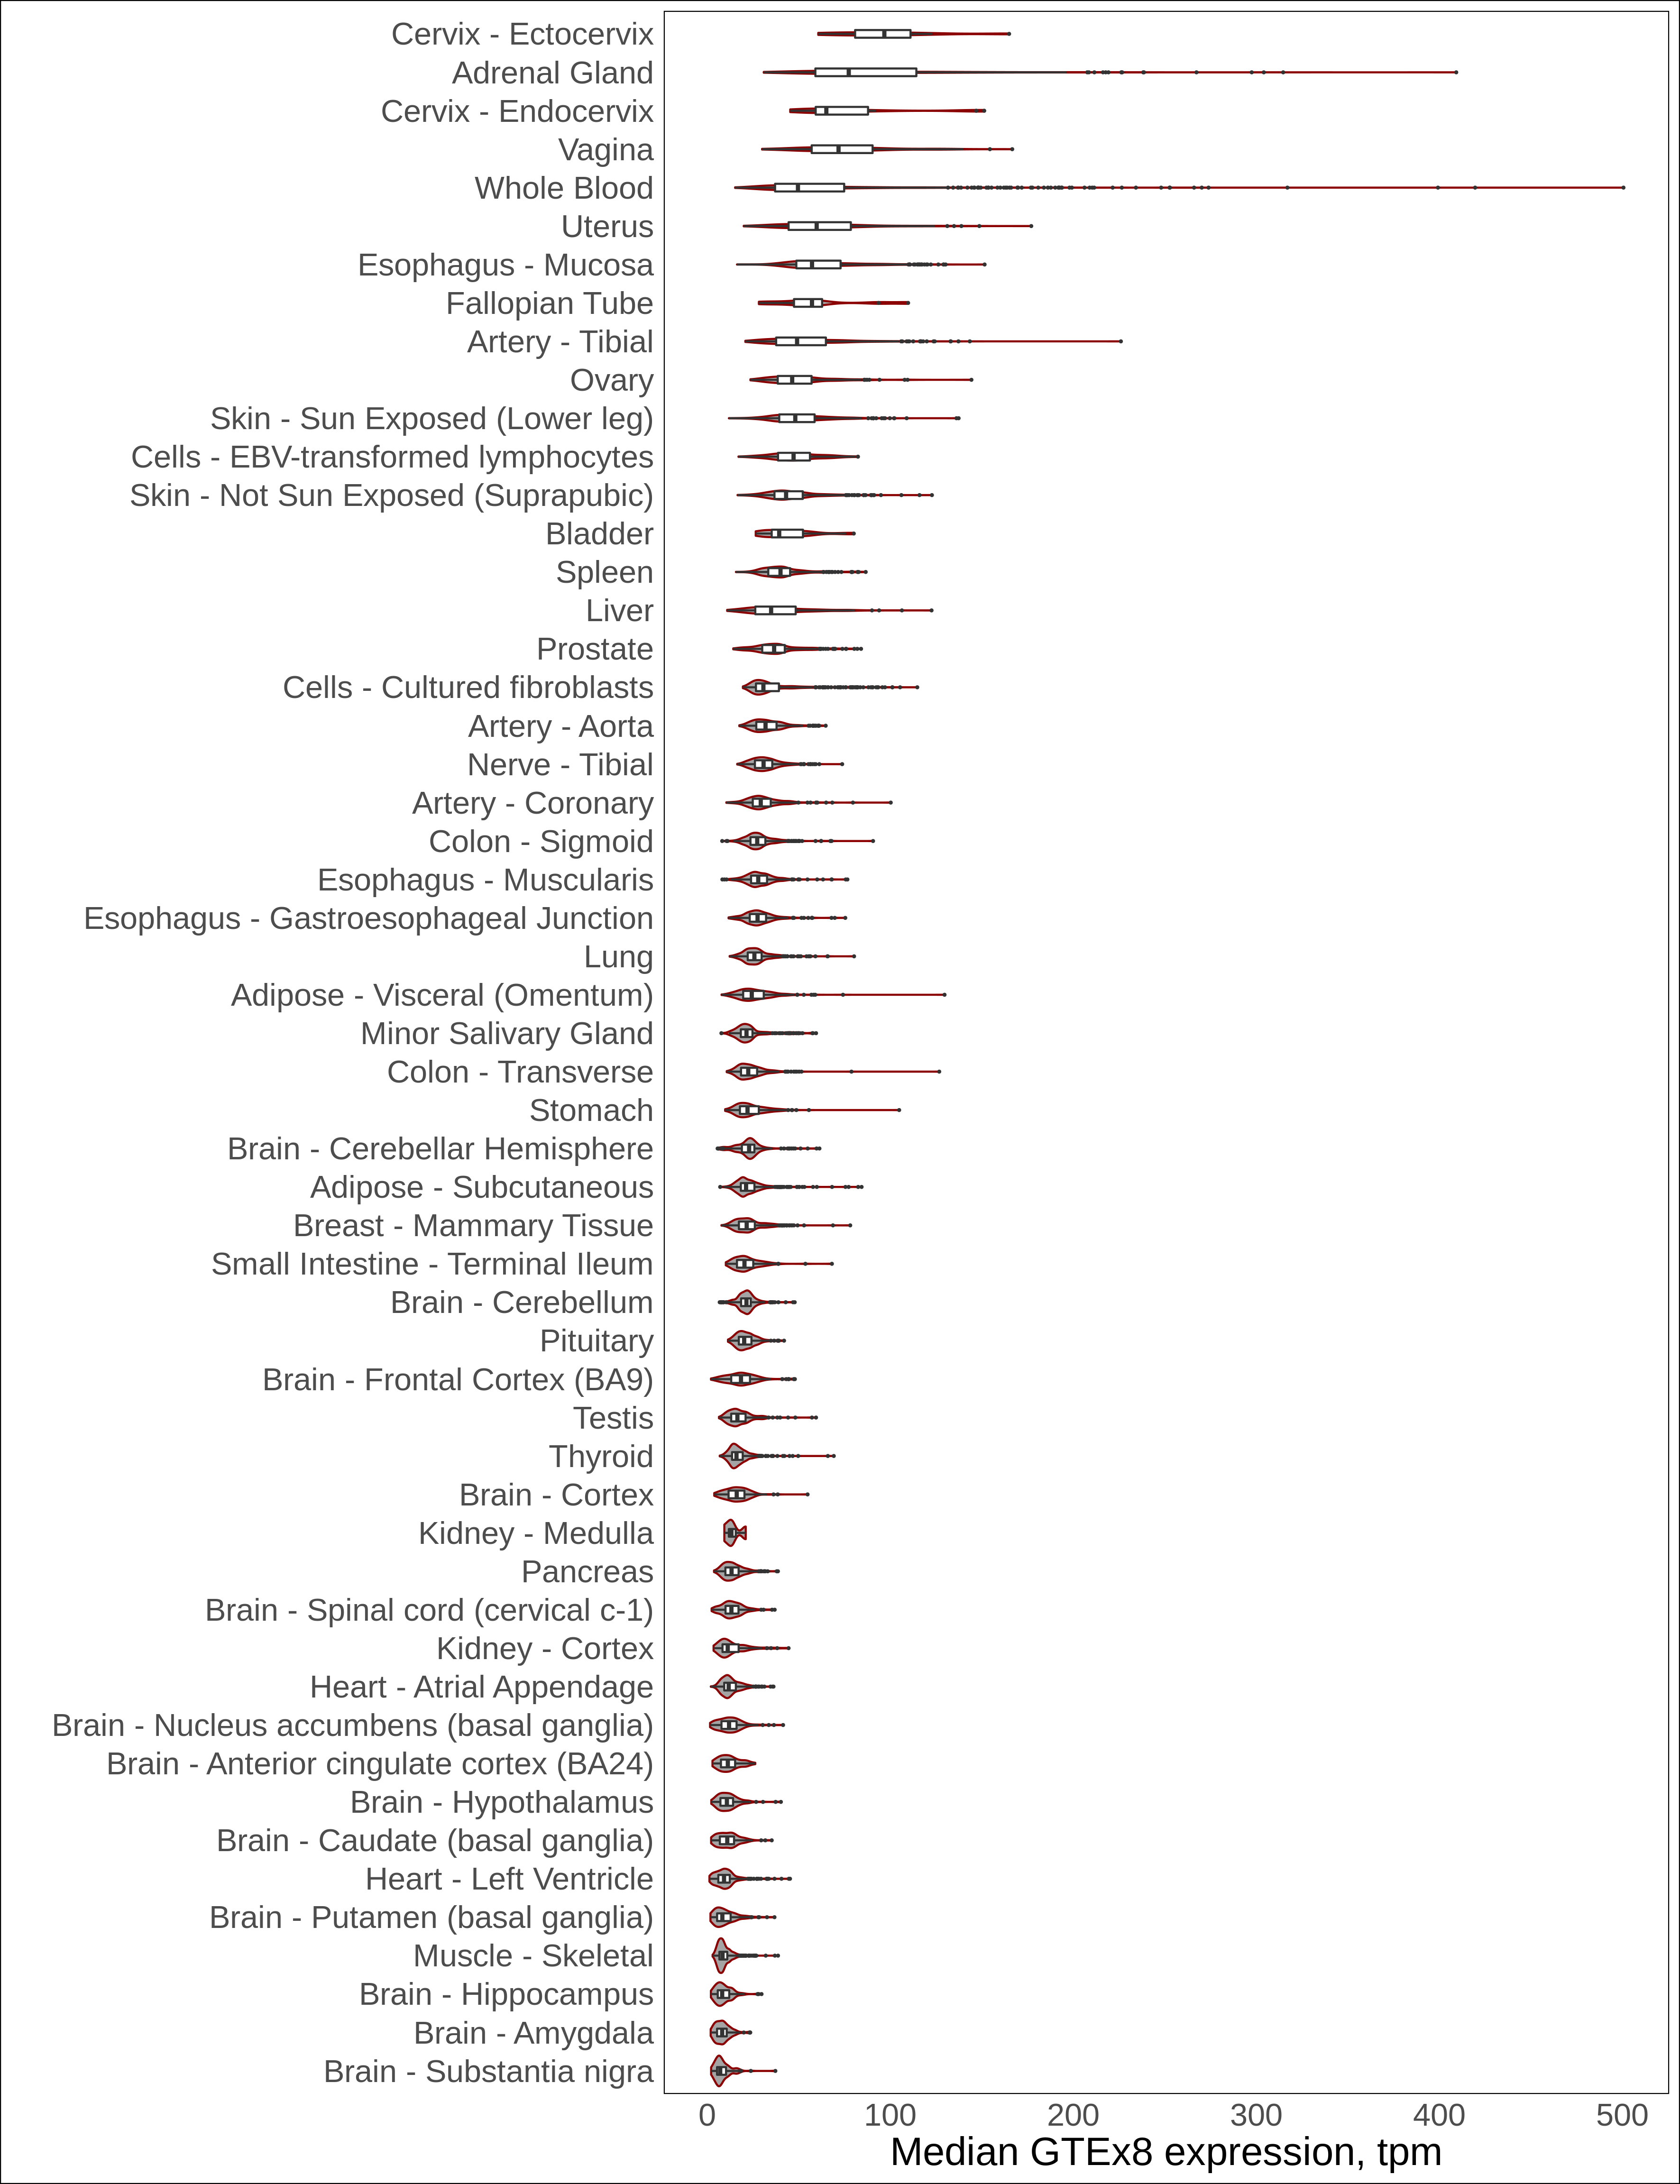 Cervix - Ectocervix
Adrenal Gland
Cervix - Endocervix
Vagina
Whole Blood
Uterus
Esophagus - Mucosa
Fallopian Tube
Artery - Tibial
Ovary
Skin - Sun Exposed (Lower leg)
Cells - EBV-transformed lymphocytes
Skin - Not Sun Exposed (Suprapubic)
Bladder
Spleen
Liver
Prostate
Cells - Cultured fibroblasts
Artery - Aorta
Nerve - Tibial
Artery - Coronary
Colon - Sigmoid
Esophagus - Muscularis
Esophagus - Gastroesophageal Junction
Lung
Adipose - Visceral (Omentum)
Minor Salivary Gland
Colon - Transverse
Stomach
Brain - Cerebellar Hemisphere
Adipose - Subcutaneous
Breast - Mammary Tissue
Small Intestine - Terminal Ileum
Brain - Cerebellum
Pituitary
Brain - Frontal Cortex (BA9)
Testis
Thyroid
Brain - Cortex
Kidney - Medulla
Pancreas
Brain - Spinal cord (cervical c-1)
Kidney - Cortex
Heart - Atrial Appendage
Brain - Nucleus accumbens (basal ganglia)
Brain - Anterior cingulate cortex (BA24)
Brain - Hypothalamus
Brain - Caudate (basal ganglia)
Heart - Left Ventricle
Brain - Putamen (basal ganglia)
Muscle - Skeletal
Brain - Hippocampus
Brain - Amygdala
Brain - Substantia nigra
0 100 200 300 400 500
Median GTEx8 expression, tpm